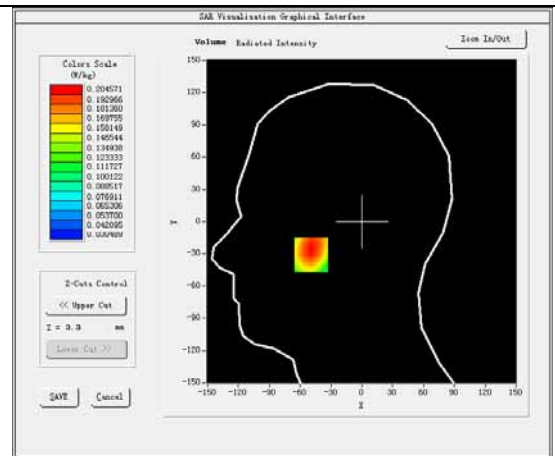 SAR Visualisation Graphical Interface
Volume Radiated Intensity
Zoom In/Out
Colors Scale
(W/kg)
0.204571
0.192966
0.181360
0.169755
0.158149
0.146544
0.134938
0.123333
0.111727
0.100122
0.088517
0.076911
0.065306
0.053700
0.042095
0.030489
150
120
90
60
30
0
-30
-60
-90
-120
-150
Y
-150 -120 -90 -60 -30 0 30 60 90 120 150
X
Z-Cuts Control
<< Upper Cut
Z = 3.3 mm
Lower Cut >>
SAVE Cancel